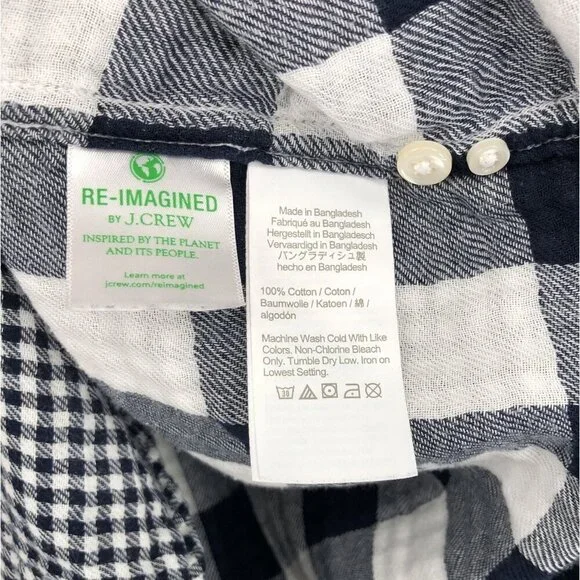 RE-IMAGINED
BY J.CREW
INSPIRED BY THE PLANET
AND ITS PEOPLE.
Learn more at
jcrew.com/reimagined
Made in Bangladesh
Fabriqué au Bangladesh
Hergestellt in Bangladesh
Vervaardigd in Bangladesh
バングラディシュ製
hecho en Bangladesh
100% Cotton / Coton /
Baumwolle / Katoen / 綿 /
algodón
Machine Wash Cold With Like
Colors. Non-Chlorine Bleach
Only. Tumble Dry Low. Iron on
Lowest Setting.
30